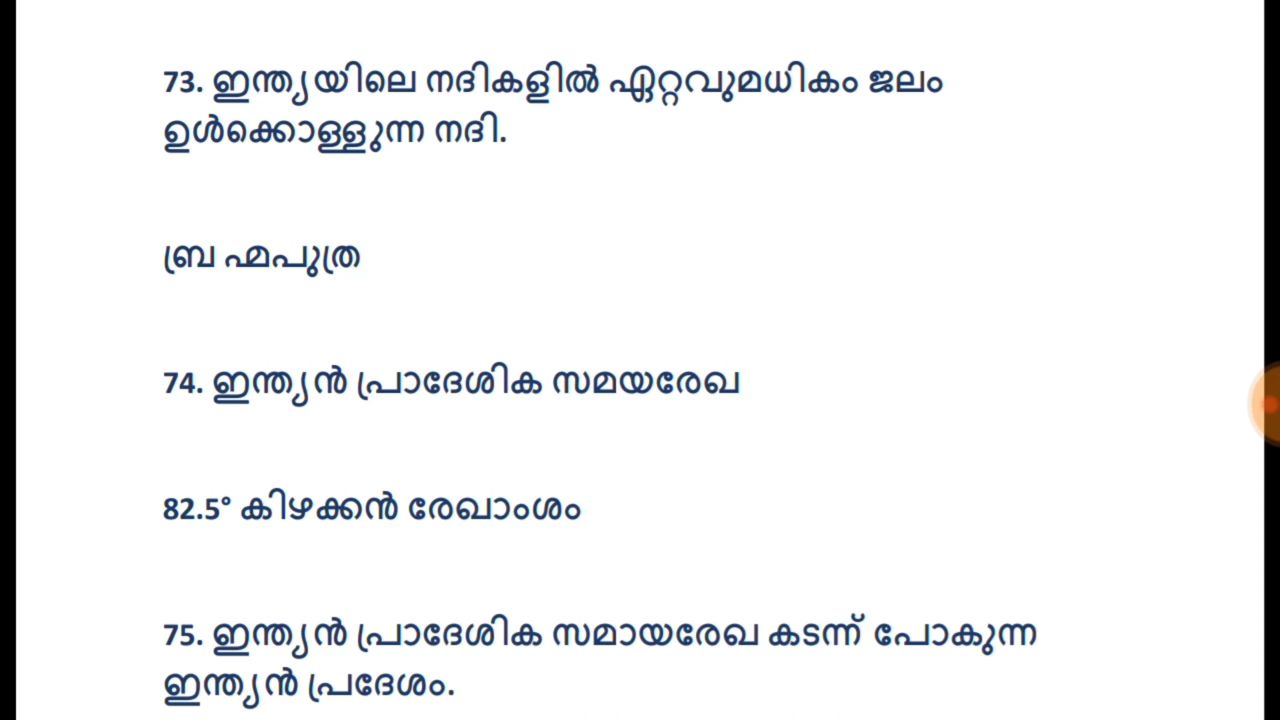 73. ഇന്ത്യയിലെ നദികളിൽ ഏറ്റവുമധികം ജലം
ഉൾക്കൊള്ളുന്ന നദി.
ബ്ര ഹ്മപുത്ര
74. ഇന്ത്യൻ പ്രാദേശിക സമയരേഖ
82.5° കിഴക്കൻ രേഖാംശം
75. ഇന്ത്യൻ പ്രാദേശിക സമായരേഖ കടന്ന് പോകുന്ന
ഇന്ത്യൻ പ്രദേശം.